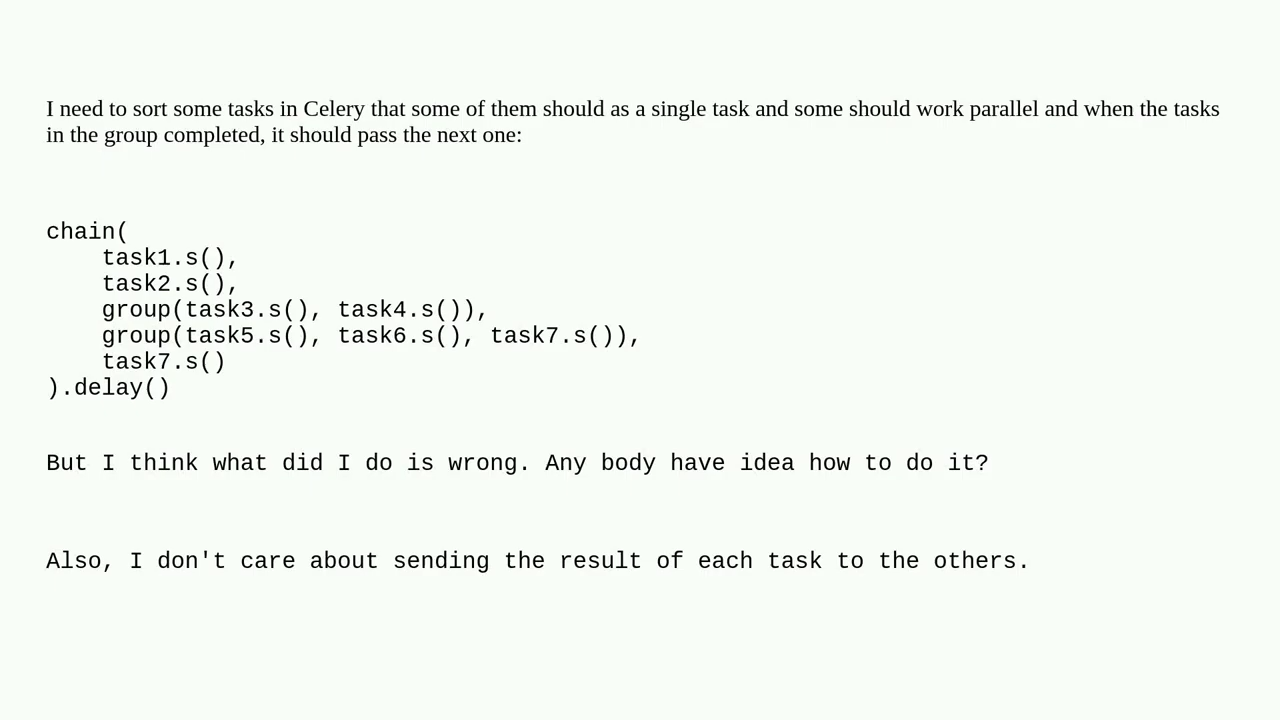 I need to sort some tasks in Celery that some of them should as a single task and some should work parallel and when the tasks
in the group completed, it should pass the next one:
chain(
    task1.s(),
    task2.s(),
    group(task3.s(), task4.s()),
    group(task5.s(), task6.s(), task7.s()),
    task7.s()
).delay()
But I think what did I do is wrong. Any body have idea how to do it?
Also, I don't care about sending the result of each task to the others.